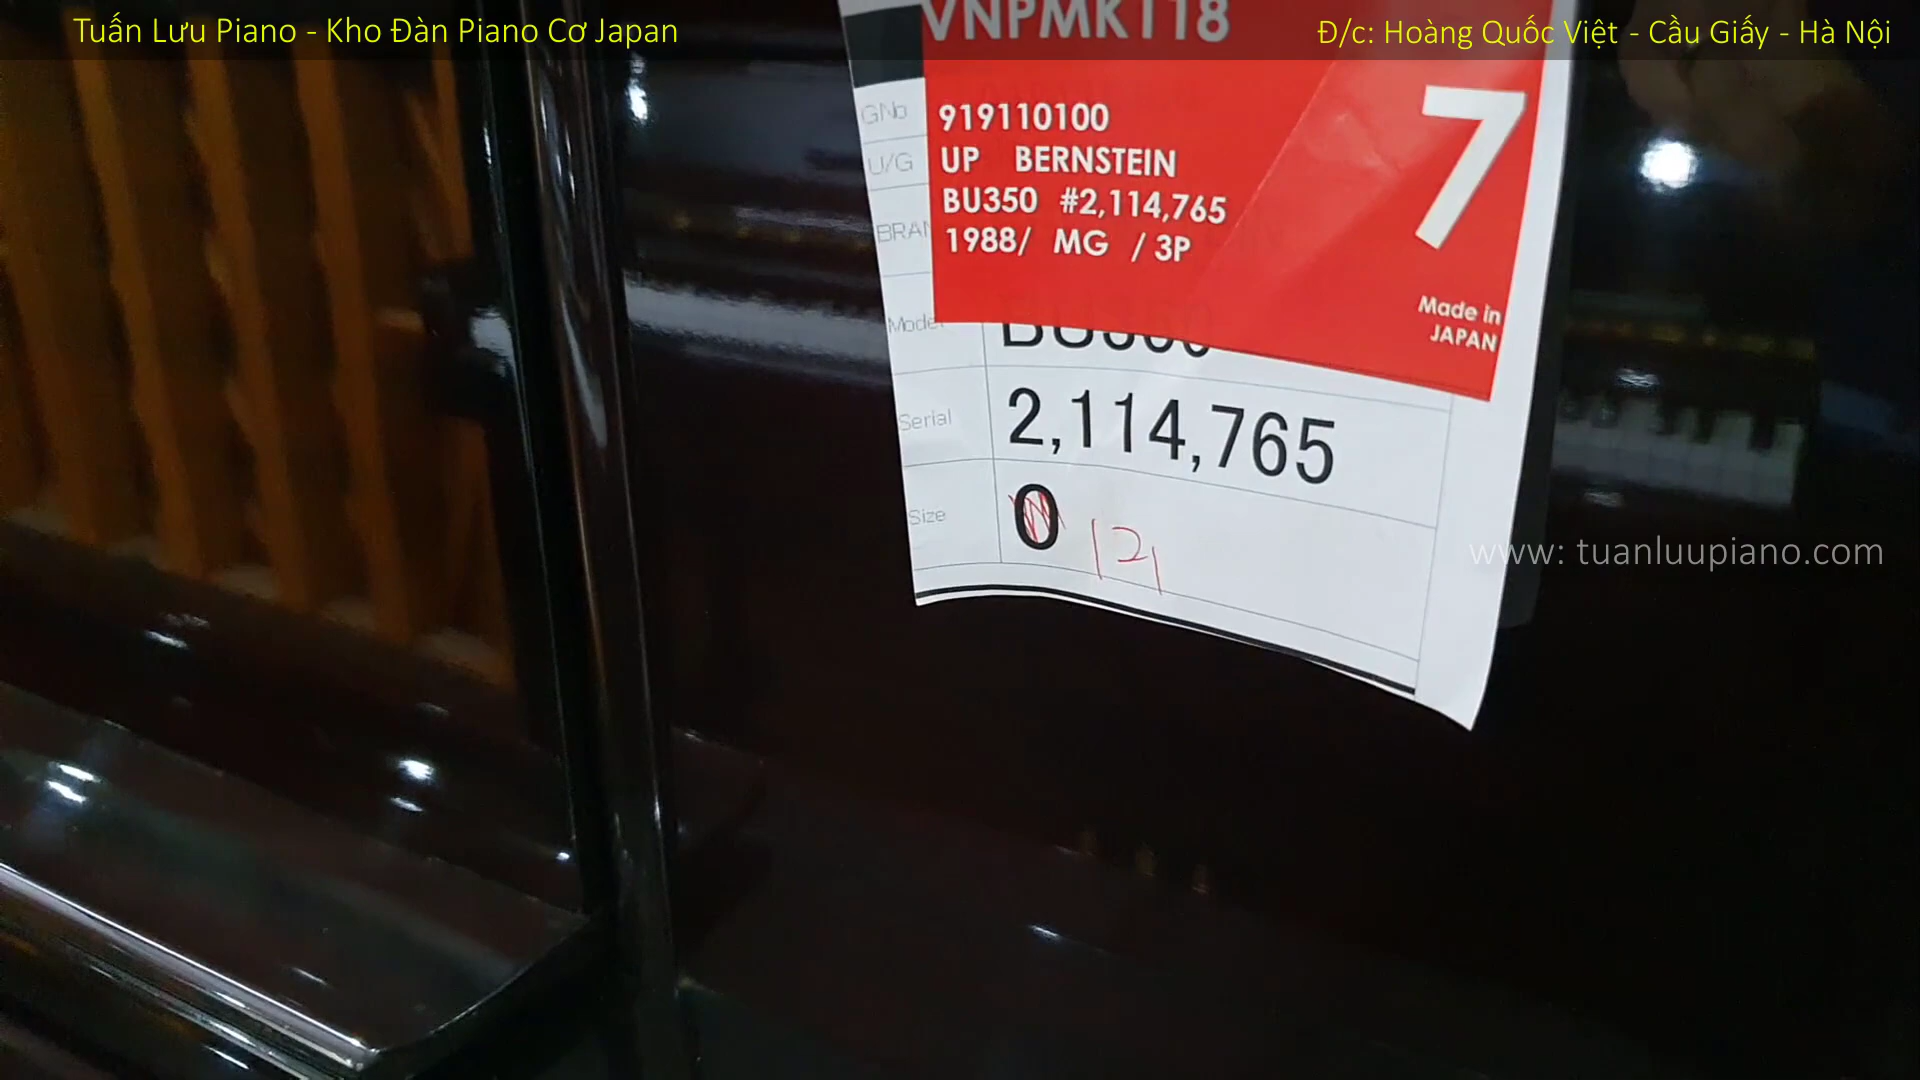 Tuấn Lưu Piano - Kho Đàn Piano Cơ Japan
Đ/c: Hoàng Quốc Việt - Cầu Giấy - Hà Nội
VNPMK118
7
GNo 919110100
U/G UP BERNSTEIN
BU350 #2,114,765
1988/ MG / 3P
Made in
JAPAN
Serial 2,114,765
Size 0 121
www: tuanluupiano.com